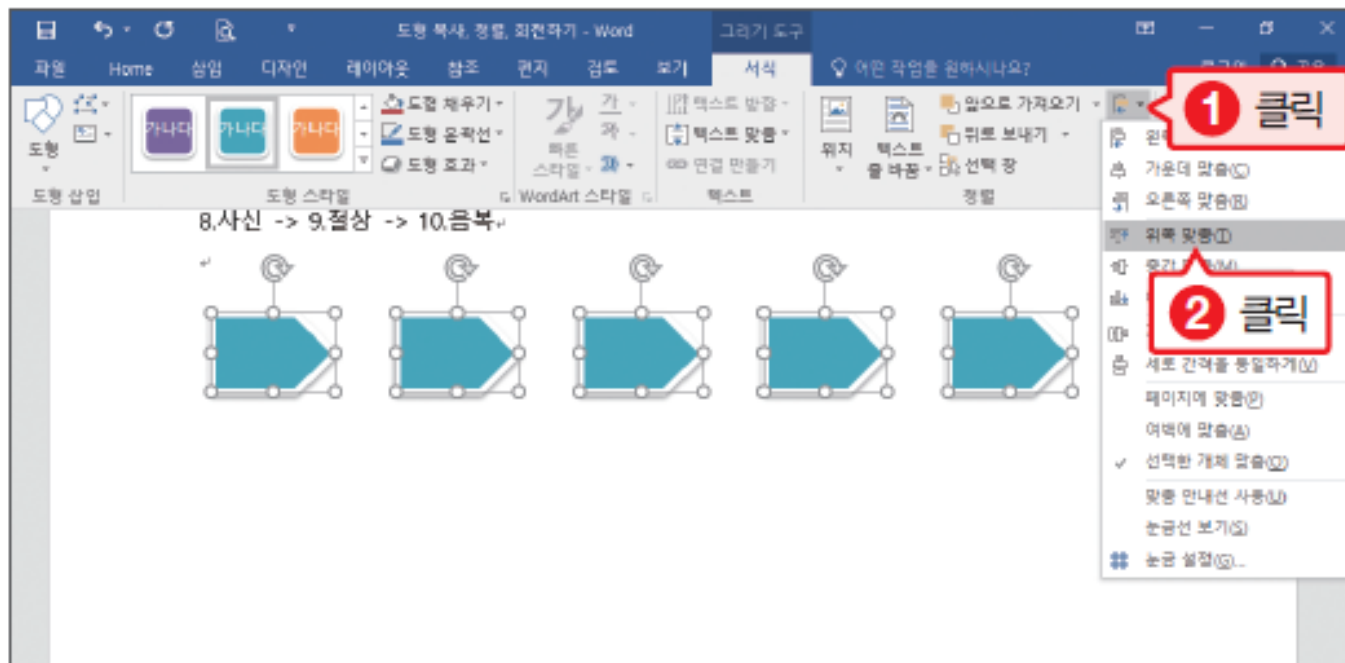 도형 복사, 정렬, 회전하기 - Word 그리기 도구
파일 Home 삽입 디자인 레이아웃 참조 편지 검토 보기 서식 어떤 작업을 원하시나요?
1 클릭
가나다 가나다 가나다
도형 채우기
도형 윤곽선
도형 효과
도형
빠른
스타일
텍스트 방향
텍스트 맞춤
연결 만들기
위치
텍스트
줄 바꿈
앞으로 가져오기
뒤로 보내기
선택 창
도형 삽입 도형 스타일 WordArt 스타일 텍스트 정렬
가운데 맞춤(C)
오른쪽 맞춤(R)
위쪽 맞춤(T)
2 클릭
세로 간격을 동일하게(V)
페이지에 맞춤(P)
여백에 맞춤(A)
선택한 개체 맞춤(O)
맞춤 안내선 사용(U)
눈금선 보기(S)
눈금 설정(G)...
8.사신 -> 9.절상 -> 10.음복